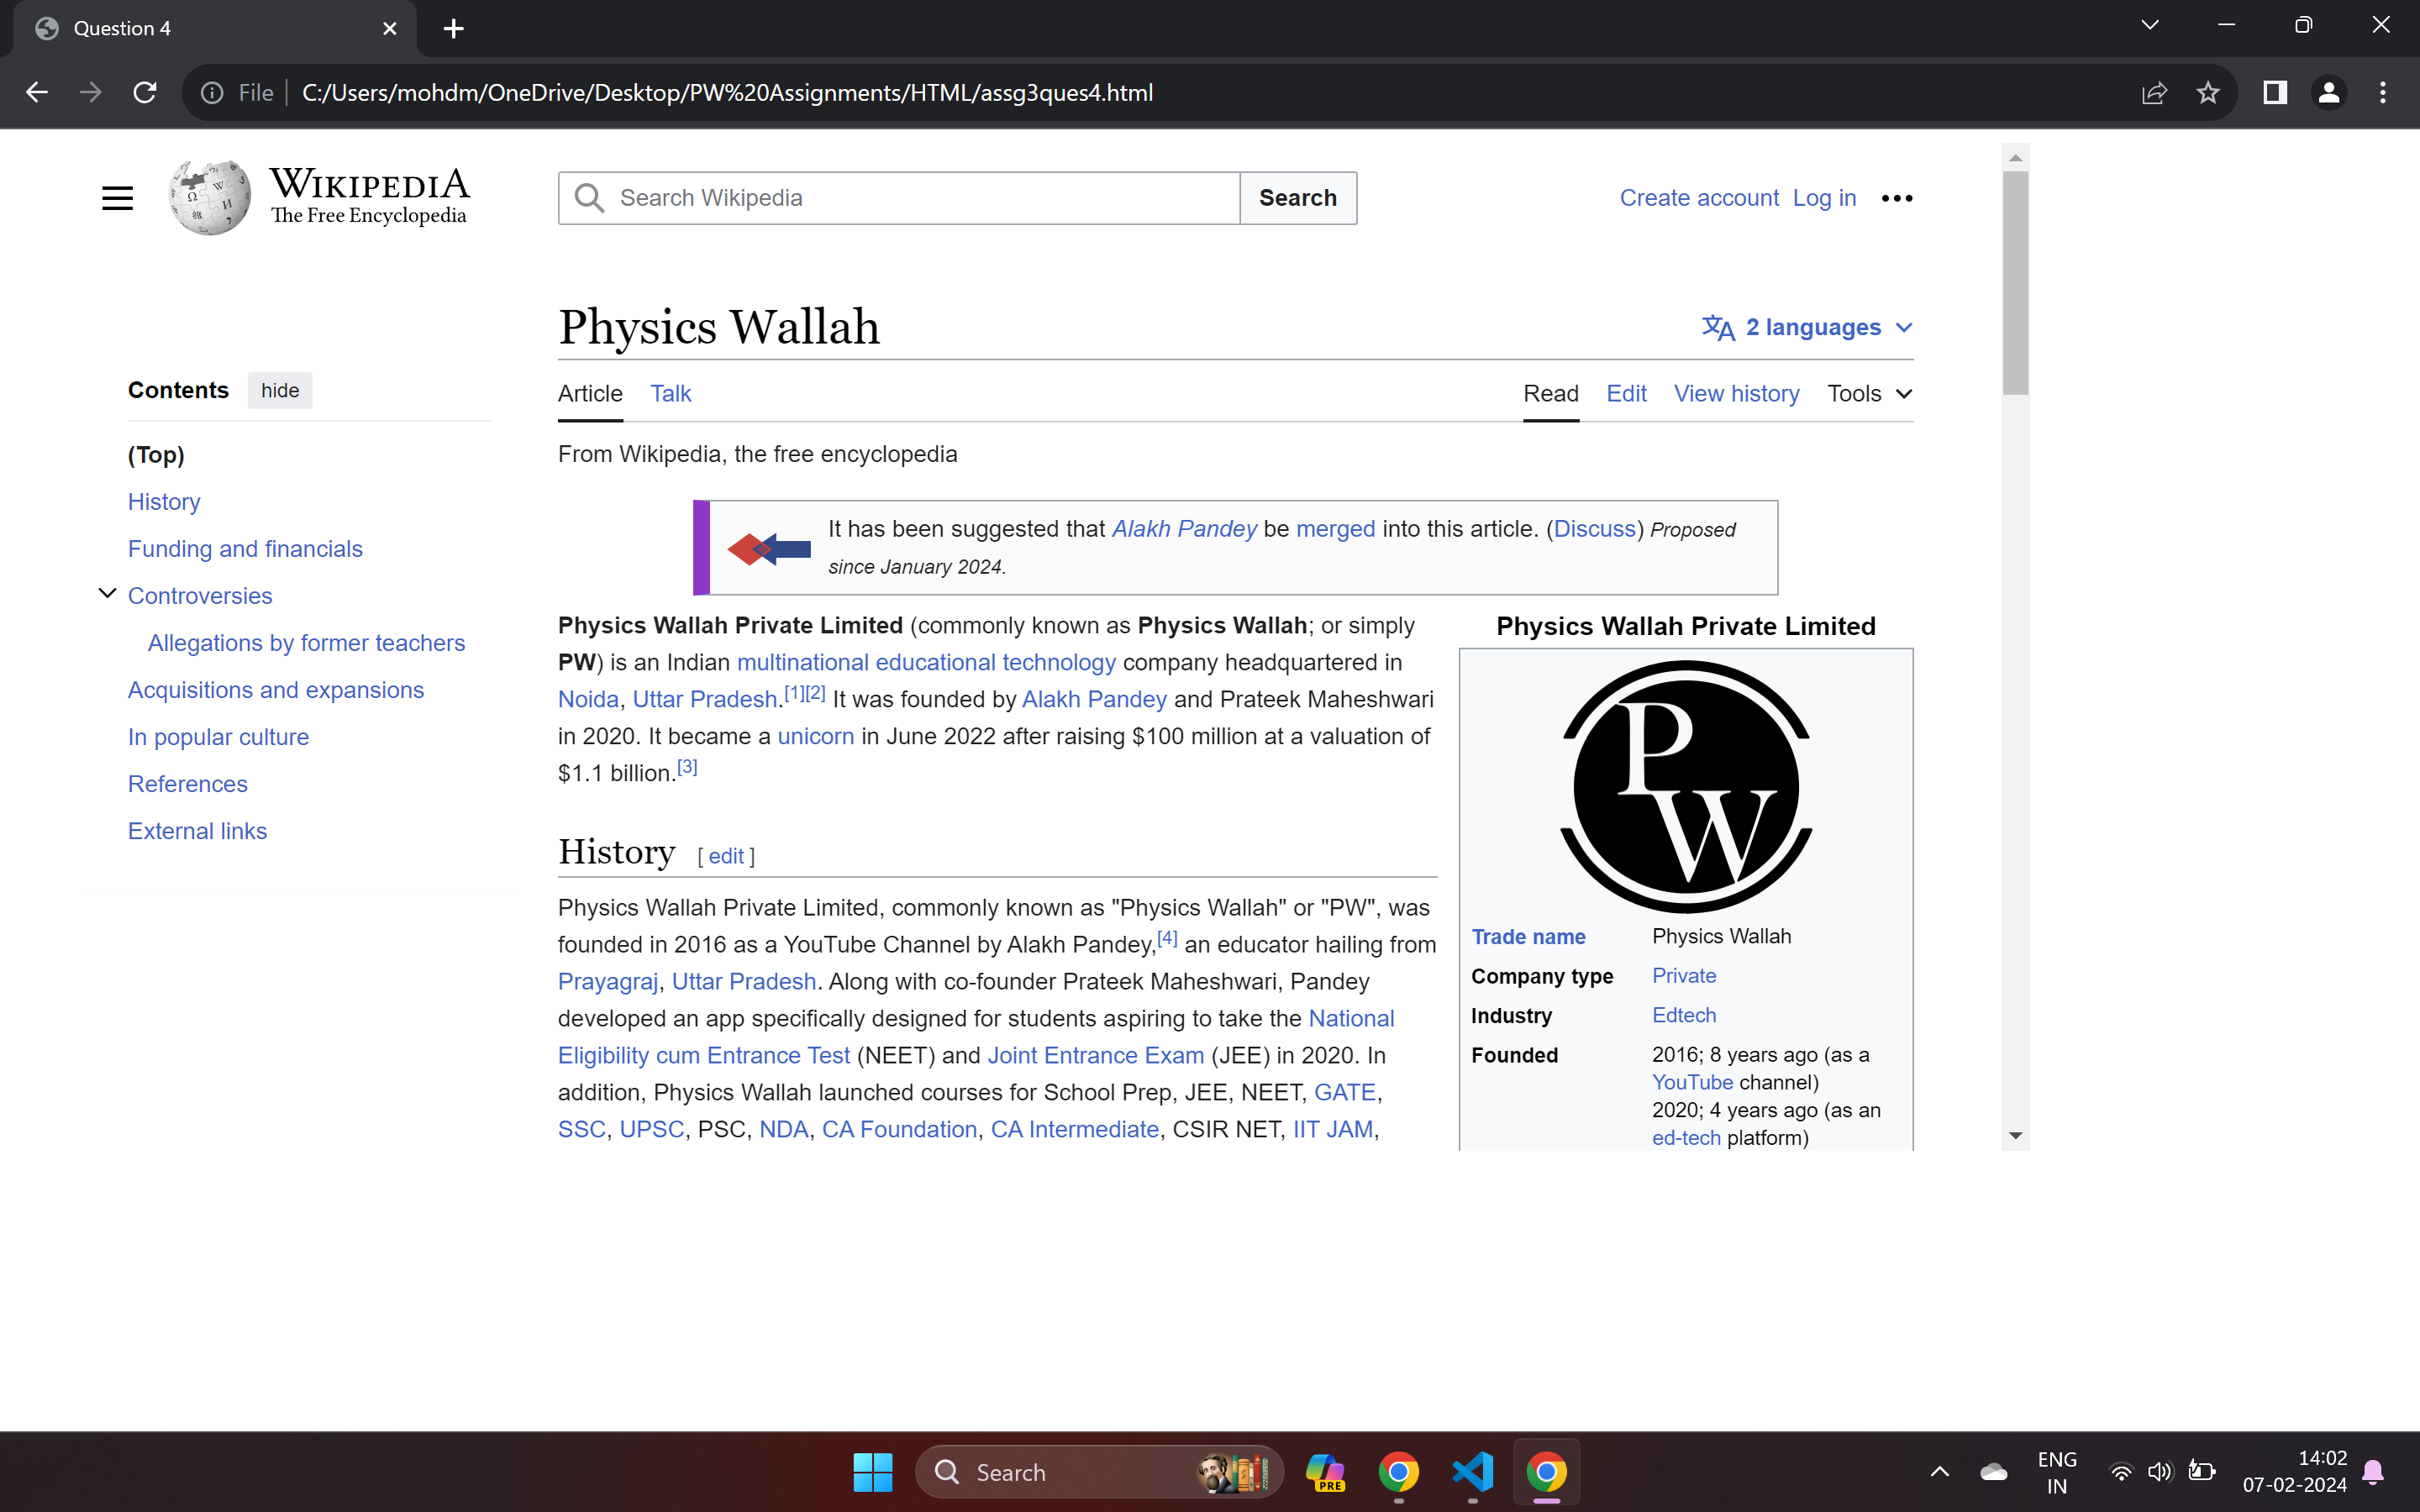 Question 4
File C:/Users/mohdm/OneDrive/Desktop/PW%20Assignments/HTML/assg3ques4.html
WIKIPEDIA
The Free Encyclopedia
Search Wikipedia
Search
Create account Log in
Physics Wallah
2 languages
Contents hide
(Top)
History
Funding and financials
Controversies
Allegations by former teachers
Acquisitions and expansions
In popular culture
References
External links
Article Talk
Read Edit View history Tools
From Wikipedia, the free encyclopedia
It has been suggested that Alakh Pandey be merged into this article. (Discuss) Proposed
since January 2024.
Physics Wallah Private Limited (commonly known as Physics Wallah; or simply
PW) is an Indian multinational educational technology company headquartered in
Noida, Uttar Pradesh.[1][2] It was founded by Alakh Pandey and Prateek Maheshwari
in 2020. It became a unicorn in June 2022 after raising $100 million at a valuation of
$1.1 billion.[3]
History [ edit ]
Physics Wallah Private Limited, commonly known as "Physics Wallah" or "PW", was
founded in 2016 as a YouTube Channel by Alakh Pandey,[4] an educator hailing from
Prayagraj, Uttar Pradesh. Along with co-founder Prateek Maheshwari, Pandey
developed an app specifically designed for students aspiring to take the National
Eligibility cum Entrance Test (NEET) and Joint Entrance Exam (JEE) in 2020. In
addition, Physics Wallah launched courses for School Prep, JEE, NEET, GATE,
SSC, UPSC, PSC, NDA, CA Foundation, CA Intermediate, CSIR NET, IIT JAM,
Physics Wallah Private Limited
P
W
Trade name Physics Wallah
Company type Private
Industry Edtech
Founded 2016; 8 years ago (as a
YouTube channel)
2020; 4 years ago (as an
ed-tech platform)
Search
PRE
ENG
IN
14:02
07-02-2024